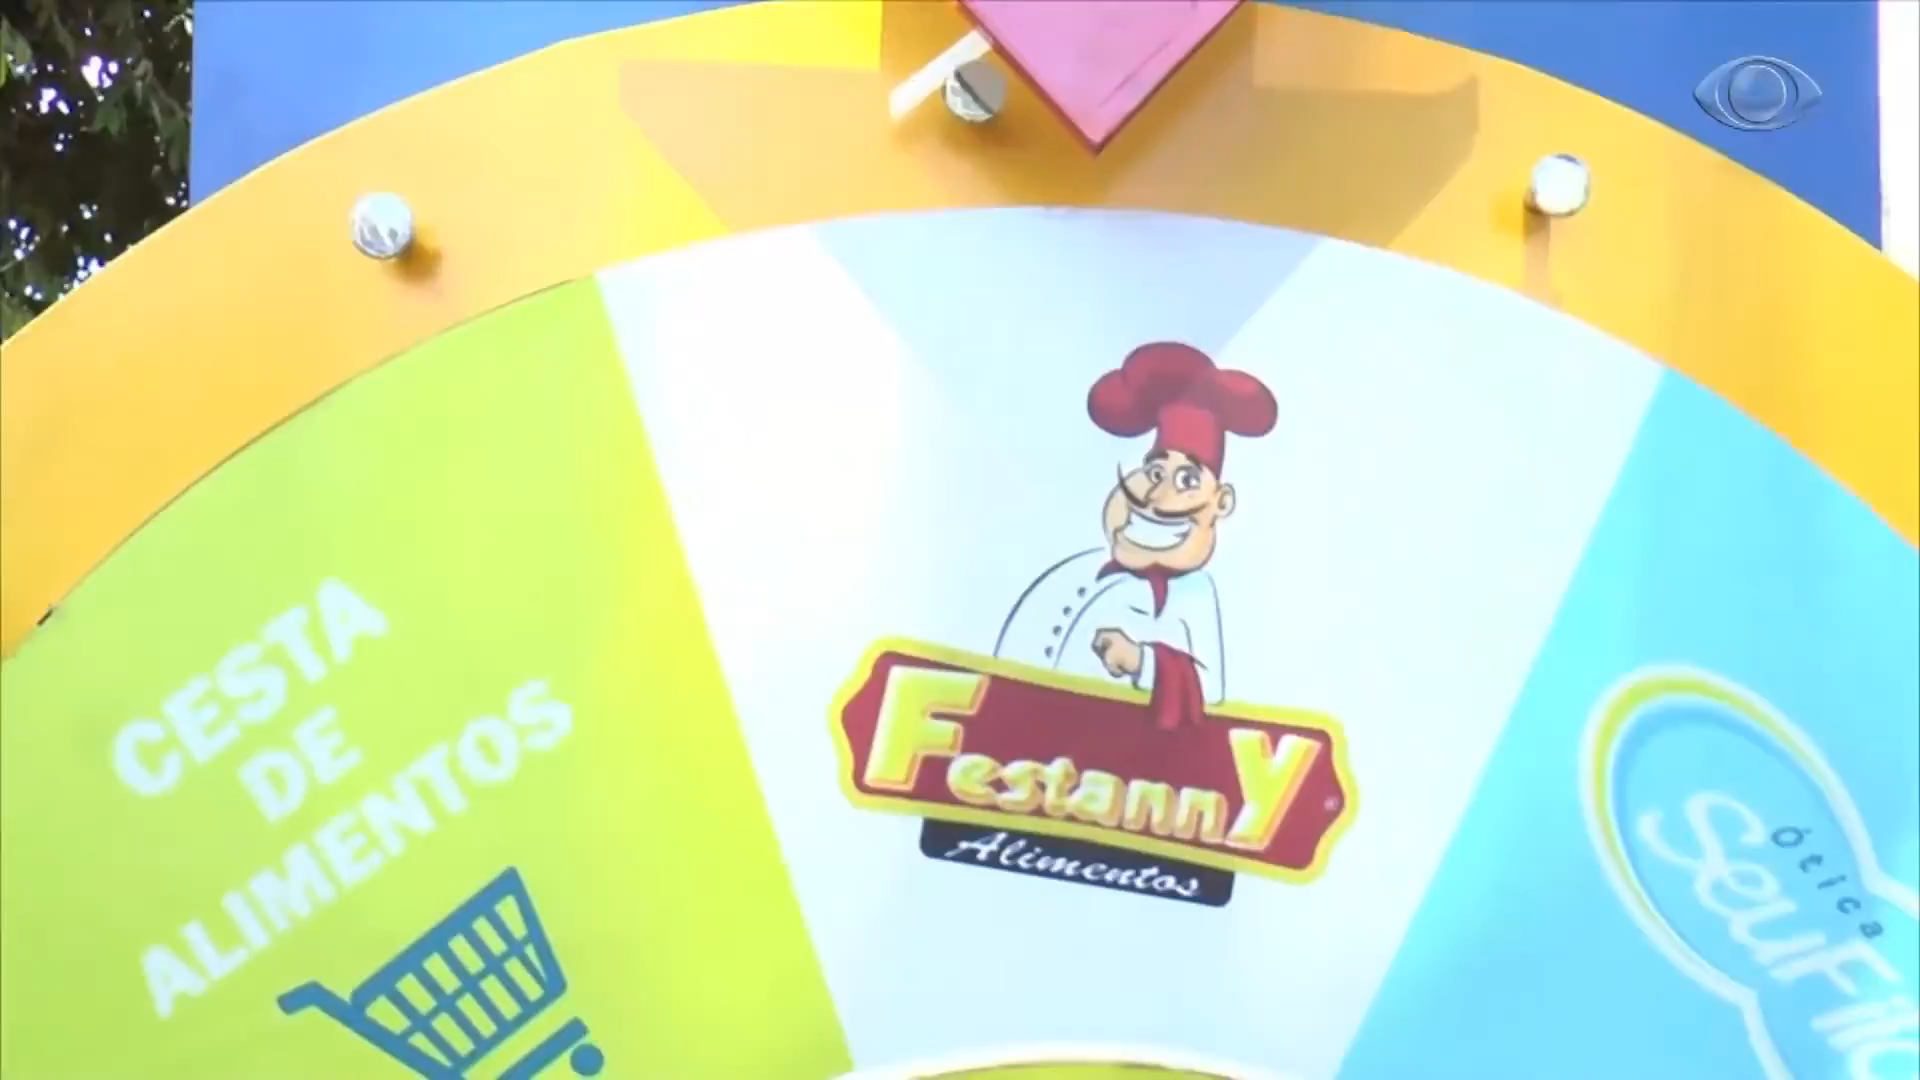 CESTA
DE
ALIMENTOS
Festanny
Alimentos
Ótica